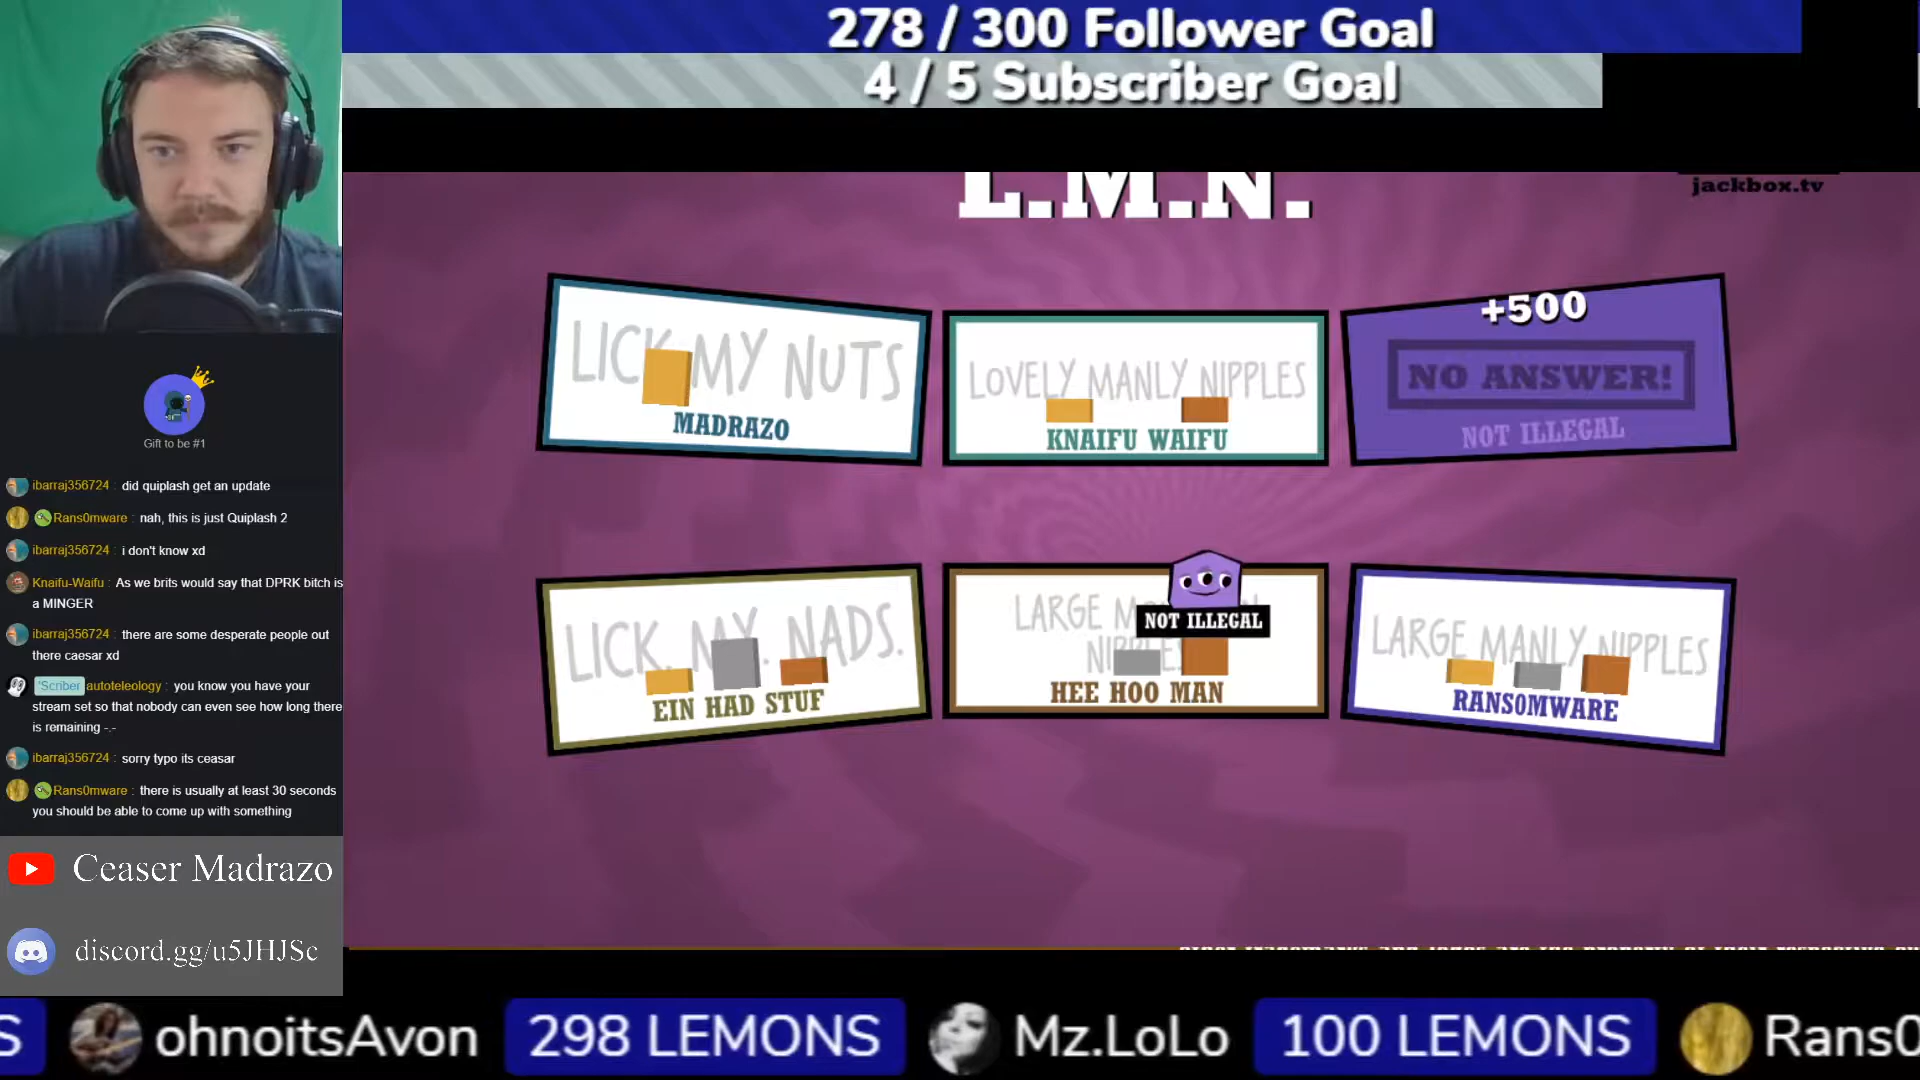 278 / 300 Follower Goal
4 / 5 Subscriber Goal
L.M.N.
jackbox.tv
LICK MY NUTS
MADRAZO
LOVELY MANLY NIPPLES
KNAIFU WAIFU
+500
NO ANSWER!
NOT ILLEGAL
LICK. MY. NADS.
EIN HAD STUF
LARGE
NOT ILLEGAL
HEE HOO MAN
LARGE MANLY NIPPLES
RANSOMWARE
Gift to be #1
ibarraj356724 : did quiplash get an update
Rans0mware : nah, this is just Quiplash 2
ibarraj356724 : i don't know xd
Knaifu-Waifu : As we brits would say that DPRK bitch is
a MINGER
ibarraj356724 : there are some desperate people out
there caesar xd
'Scriber autoteleology : you know you have your
stream set so that nobody can even see how long there
is remaining -.-
ibarraj356724 : sorry typo its ceasar
Rans0mware : there is usually at least 30 seconds
you should be able to come up with something
Ceaser Madrazo
discord.gg/u5JHJSc
S ohnoitsAvon 298 LEMONS Mz.LoLo 100 LEMONS Rans0